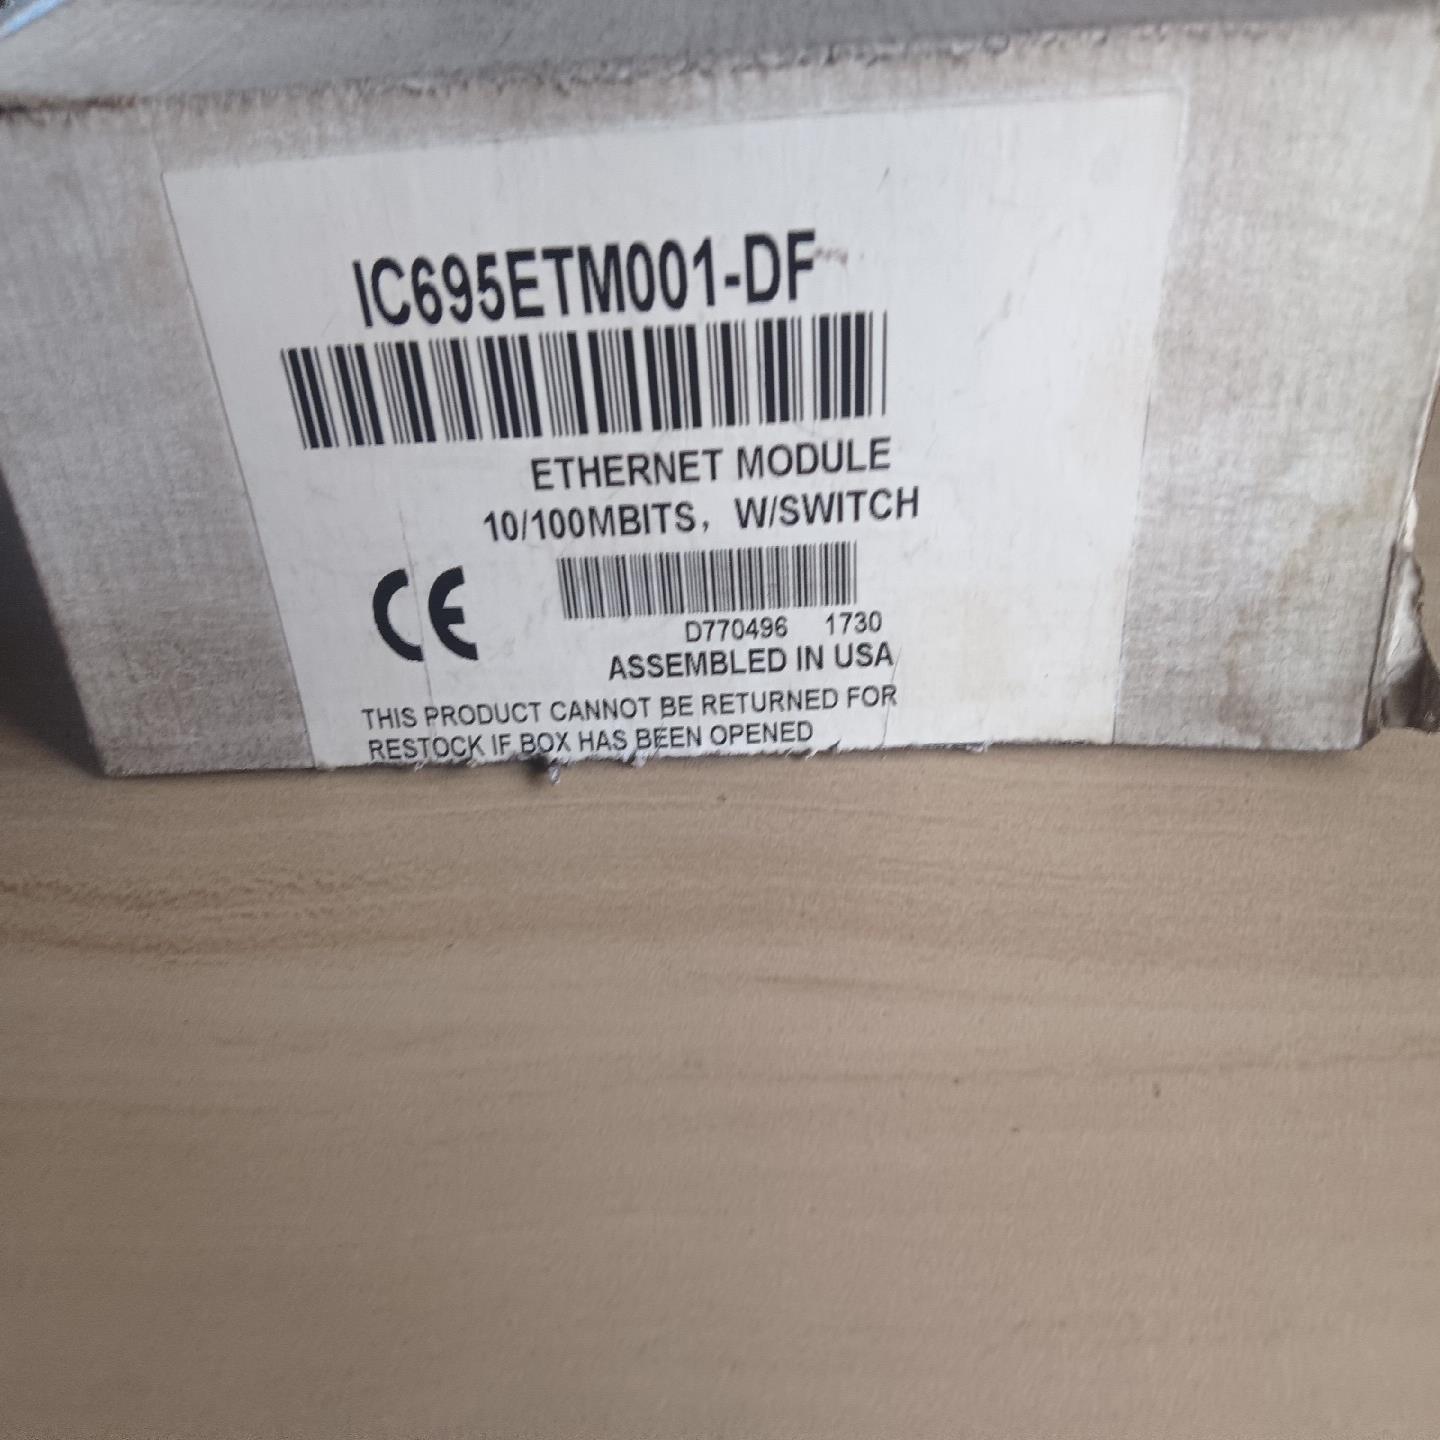 IC695ETM001-DF
ETHERNET MODULE
10/100MBITS, W/SWITCH
CE
D770496 1730
ASSEMBLED IN USA
THIS PRODUCT CANNOT BE RETURNED FOR
RESTOCK IF BOX HAS BEEN OPENED